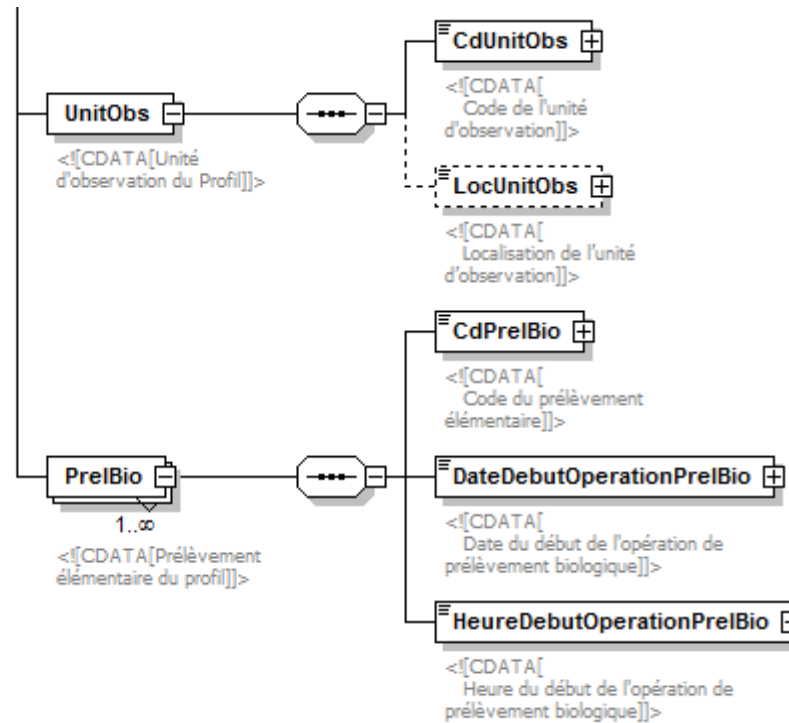 CdUnitObs
<![CDATA[
Code de l'unité
d'observation]]>
UnitObs
<![CDATA[Unité
d'observation du Profil]]>
LocUnitObs
<![CDATA[
Localisation de l'unité
d'observation]]>
CdPrelBio
<![CDATA[
Code du prélèvement
élémentaire]]>
PrelBio
1..∞
<![CDATA[Prélèvement
élémentaire du profil]]>
DateDebutOperationPrelBio
<![CDATA[
Date du début de l'opération de
prélèvement biologique]]>
HeureDebutOperationPrelBio
<![CDATA[
Heure du début de l'opération de
prélèvement biologique]]>